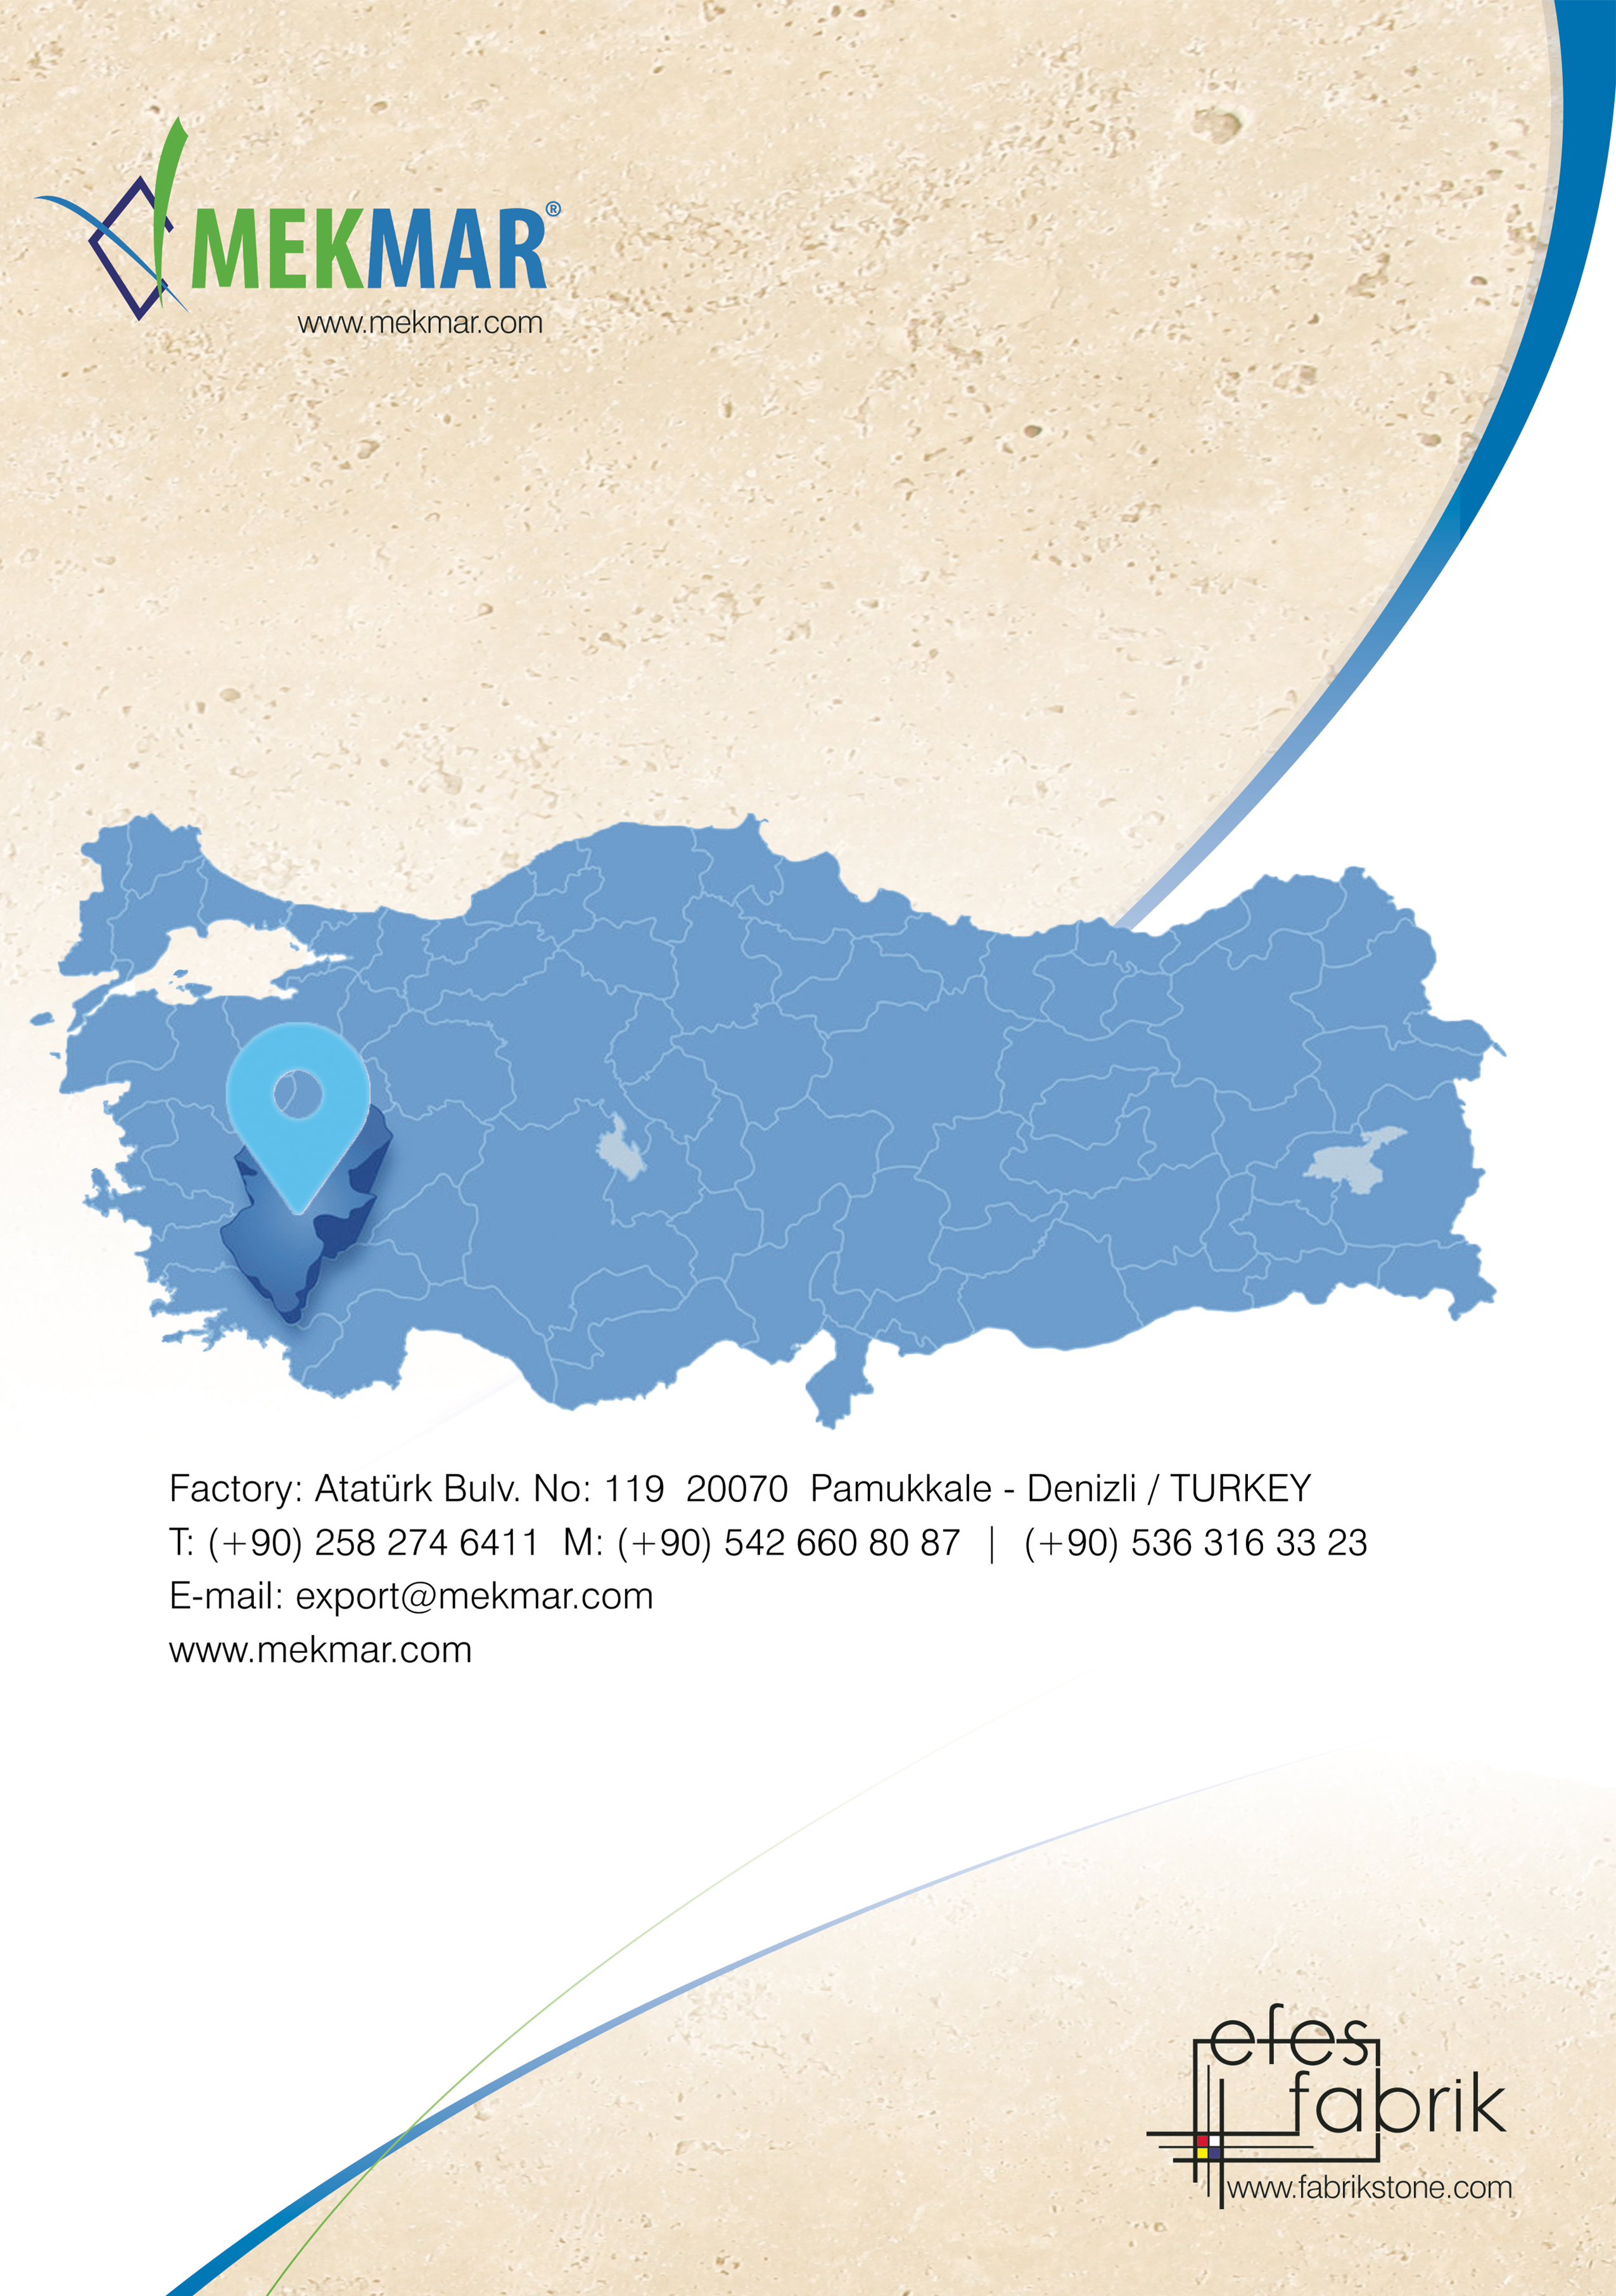 MEKMAR®
www.mekmar.com
Factory: Atatürk Bulv. No: 119 20070 Pamukkale - Denizli / TURKEY
T: (+90) 258 274 6411 M: (+90) 542 660 80 87 | (+90) 536 316 33 23
E-mail: export@mekmar.com
www.mekmar.com
efes
fabrik
www.fabrikstone.com